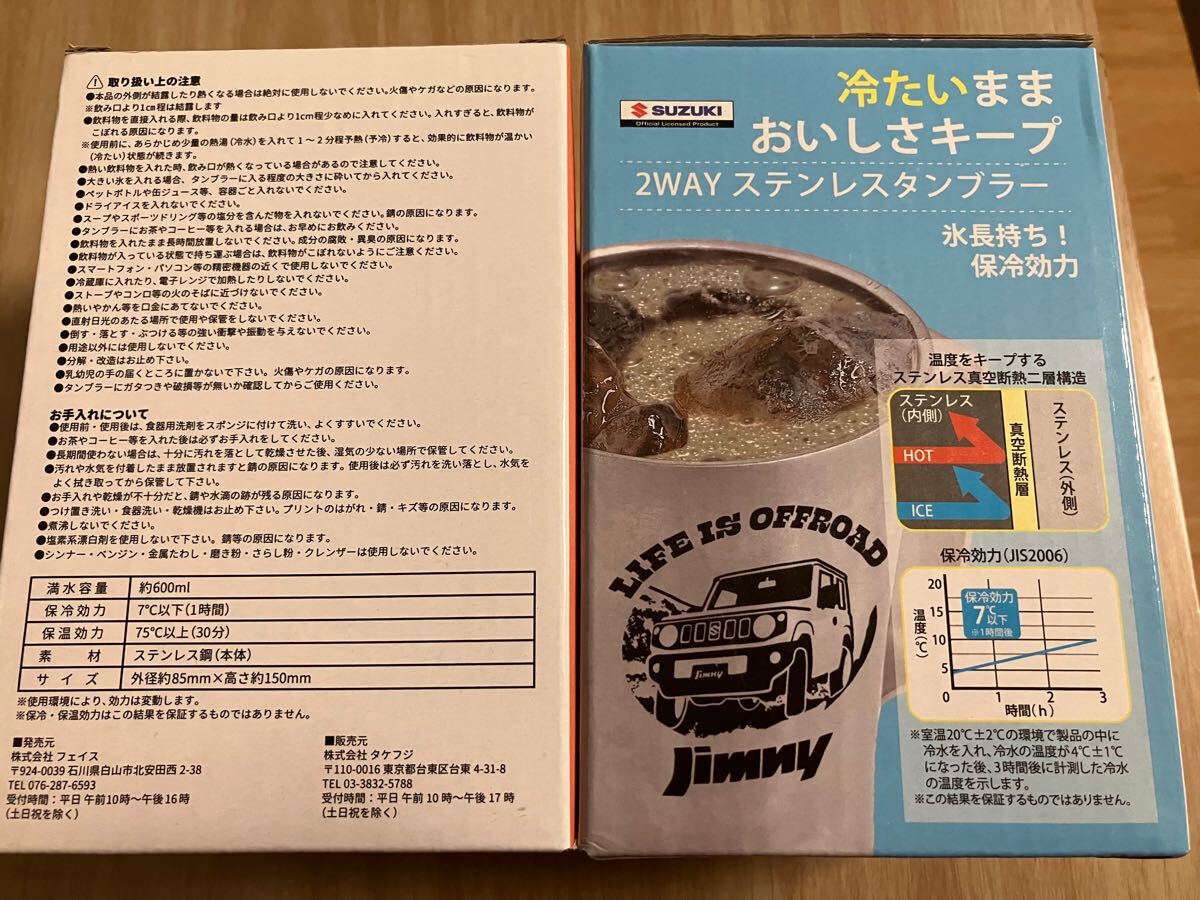 取り扱い上の注意
●本品の外側が結露したり熱くなる場合は絶対に使用しないでください。火傷やケガなどの原因になります。
※飲み口より1cm程は結露します
●飲料物を直接入れる際、飲料物の量は飲み口より1cm程少なめに入れてください。入れすぎると、飲料物が
こぼれる原因になります。
※使用前に、あらかじめ少量の熱湯(冷水)を入れて1〜2分程予熱(予冷)すると、効果的に飲料物が温かい
(冷たい)状態が続きます。
●熱い飲料物を入れた時、飲み口が熱くなっている場合があるので注意してください。
●大きい氷を入れる場合、タンブラーに入る程度の大きさに砕いてから入れてください。
●ペットボトルや缶ジュース等、容器ごと入れないでください。
●ドライアイスを入れないでください。
●スープやスポーツドリンク等の塩分を含んだ物を入れないでください。錆の原因になります。
●タンブラーにお茶やコーヒー等を入れる場合は、お早めにお飲みください。
●飲料物を入れたまま長時間放置しないでください。成分の腐敗・異臭の原因になります。
●飲料物が入っている状態で持ち運ぶ場合は、飲料物がこぼれないようにご注意ください。
●スマートフォン・パソコン等の精密機器の近くで使用しないでください。
●冷蔵庫に入れたり、電子レンジで加熱したりしないでください。
●ストーブやコンロ等の火のそばに近づけないでください。
●熱いやかん等を口金にあてないでください。
●直射日光のあたる場所で使用や保管をしないでください。
●倒す・落とす・ぶつける等の強い衝撃や振動を与えないでください。
●用途以外には使用しないでください。
●分解・改造はお止め下さい。
●乳幼児の手の届くところに置かないで下さい。火傷やケガの原因になります。
●タンブラーにガタつきや破損等が無いか確認してからご使用ください。
お手入れについて
●使用前・使用後は、食器用洗剤をスポンジに付けて洗い、よくすすいでください。
●お茶やコーヒー等を入れた後は必ずお手入れをしてください。
●長期間使わない場合は、十分に汚れを落として乾燥させた後、湿気の少ない場所で保管してください。
●汚れや水気を付着したまま放置されますと錆の原因になります。使用後は必ず汚れを洗い落とし、水気を
よく拭き取ってから保管して下さい。
●お手入れや乾燥が不十分だと、錆や水滴の跡が残る原因になります。
●つけ置き洗い・食器洗い・乾燥機はお止め下さい。プリントのはがれ・錆・キズ等の原因になります。
●煮沸しないでください。
●塩素系漂白剤を使用しないで下さい。錆等の原因になります。
●シンナー・ベンジン・金属たわし・磨き粉・さらし粉・クレンザーは使用しないでください。
満水容量 約600ml
保冷効力 7℃以下(1時間)
保温効力 75℃以上(30分)
素材 ステンレス鋼(本体)
サイズ 外径約85mm×高さ約150mm
※使用環境により、効力は変動します。
※保冷・保温効力はこの結果を保証するものではありません。
■発売元
株式会社 フェイス
〒924-0039 石川県白山市北安田西 2-38
TEL 076-287-6593
受付時間:平日 午前10時〜午後16時
(土日祝を除く)
■販売元
株式会社 タケフジ
〒110-0016 東京都台東区台東 4-31-8
TEL 03-3832-5788
受付時間:平日 午前 10 時〜午後 17 時
(土日祝を除く)
SUZUKI
Official Licensed Product
冷たいまま
おいしさキープ
2WAY ステンレスタンブラー
氷長持ち!
保冷効力
温度をキープする
ステンレス真空断熱二層構造
ステンレス
(内側)
HOT
ICE
真空断熱層
ステンレス(外側)
保冷効力(JIS2006)
温度(℃)
20
15
10
5
0
1
2
3
時間(h)
保冷効力
7℃以下
※1時間後
※室温20℃±2℃の環境で製品の中に
冷水を入れ、冷水の温度が4℃±1℃
になった後、3時間後に計測した冷水
の温度を示します。
※この結果を保証するものではありません。
LIFE IS OFFROAD
S
Jimny
Jimny